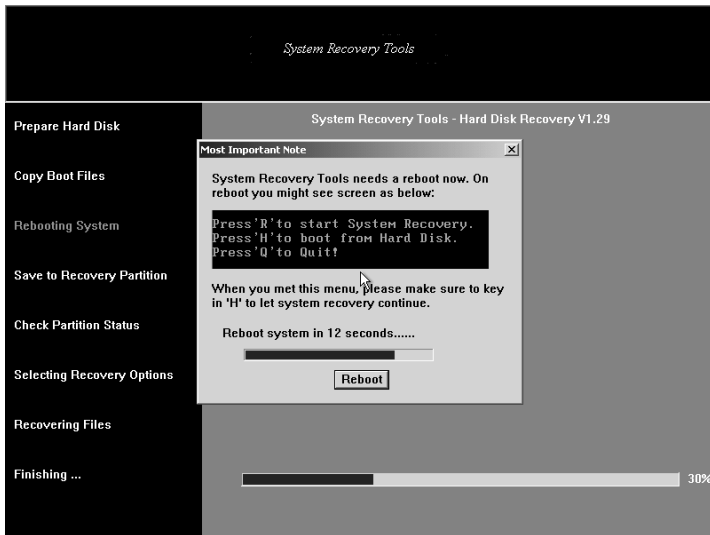 System Recovery Tools
System Recovery Tools - Hard Disk Recovery V1.29
Prepare Hard Disk
Copy Boot Files
Rebooting System
Save to Recovery Partition
Check Partition Status
Selecting Recovery Options
Recovering Files
Finishing ...
Most Important Note
System Recovery Tools needs a reboot now. On
reboot you might see screen as below:
Press'R'to start System Recovery.
Press'H'to boot from Hard Disk.
Press'Q'to Quit!
When you met this menu, please make sure to key
in 'H' to let system recovery continue.
Reboot system in 12 seconds......
Reboot
30%